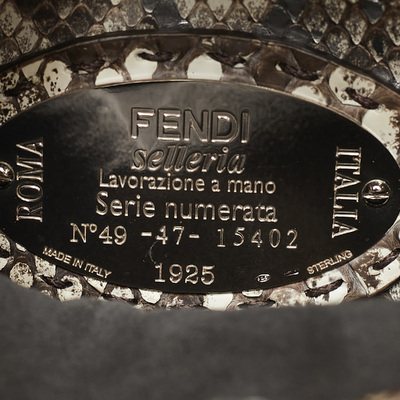 FENDI
selleria
Lavorazione a mano
Serie numerata
N°49 -47- 15402
1925
ROMA
ITALIA
MADE IN ITALY
STERLING